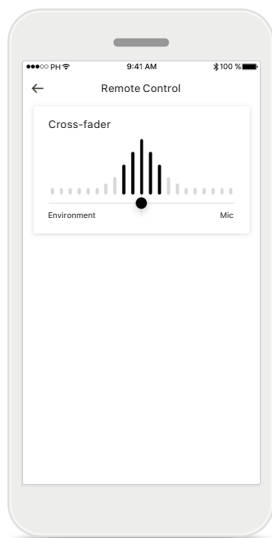 ●●●○○ PH 9:41 AM 100 %
Remote Control
Cross-fader
Environment Mic